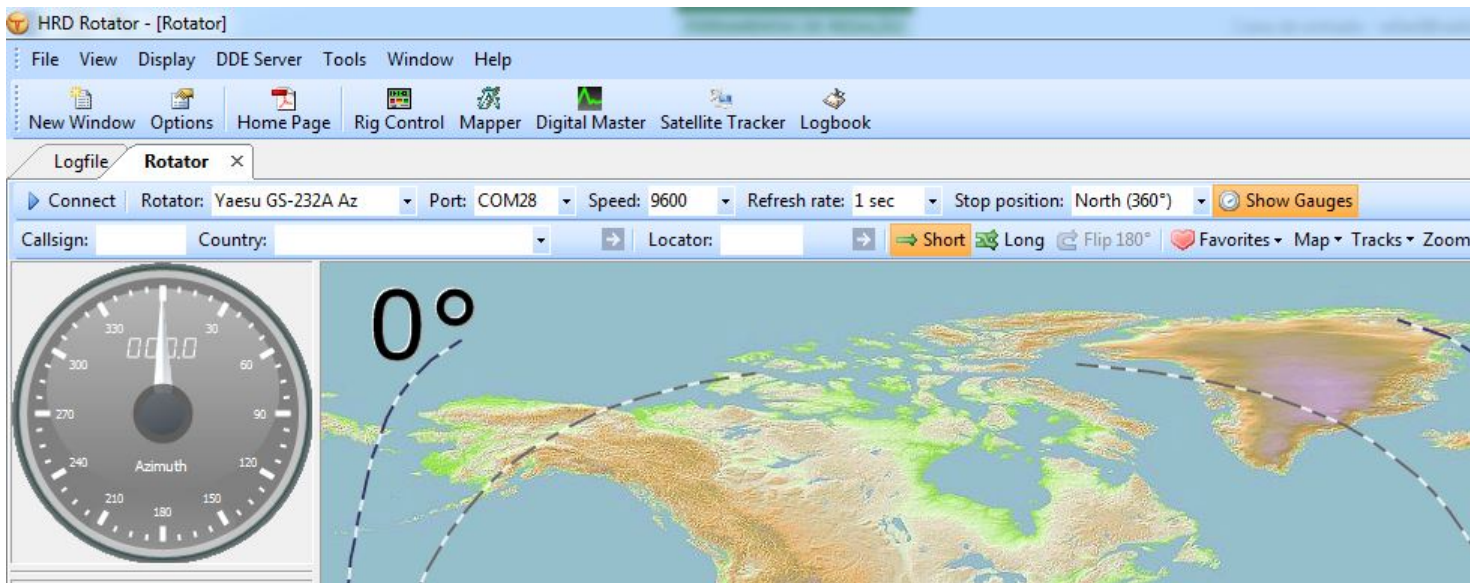 HRD Rotator - [Rotator]
File View Display DDE Server Tools Window Help
New Window Options Home Page Rig Control Mapper Digital Master Satellite Tracker Logbook
Logfile Rotator
Connect Rotator: Yaesu GS-232A Az Port: COM28 Speed: 9600 Refresh rate: 1 sec Stop position: North (360°) Show Gauges
Callsign: Country: Locator: Short Long Flip 180° Favorites Map Tracks Zoom
0°
330 30
000.0
300 60
270 90
240 Azimuth 120
210 150
180